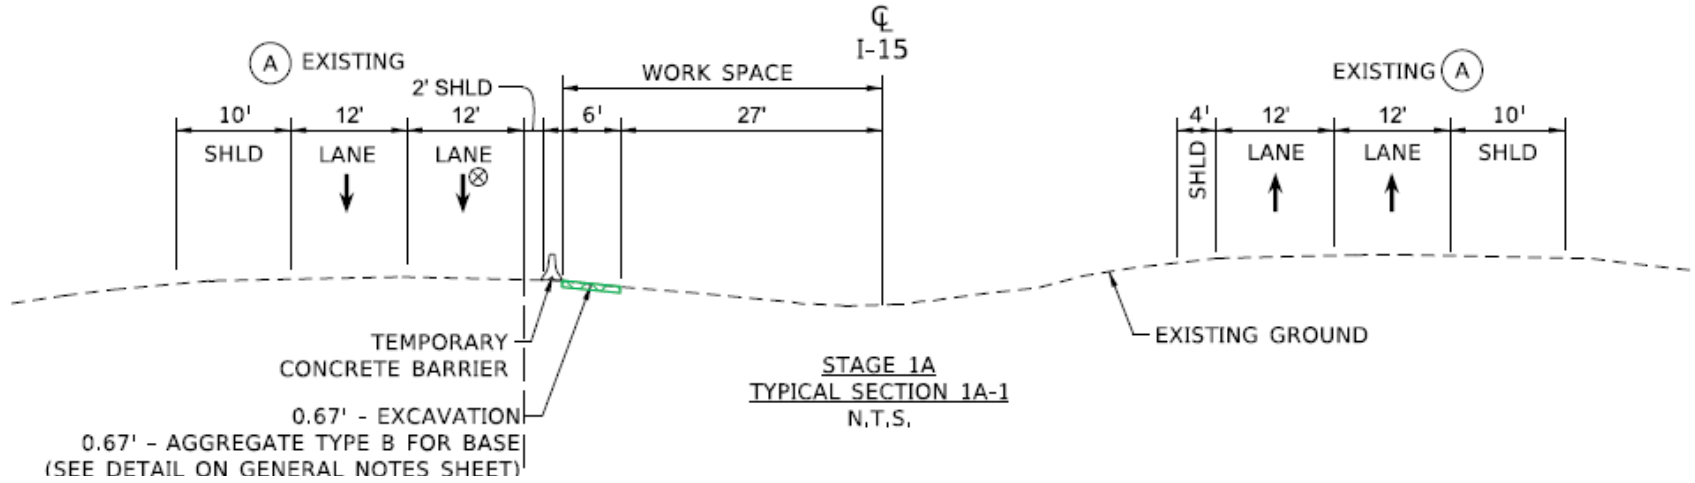 ℄
I-15
A EXISTING
WORK SPACE
EXISTING A
2' SHLD
10' 12' 12' 6' 27' 4' 12' 12' 10'
SHLD LANE LANE SHLD LANE LANE SHLD
TEMPORARY
CONCRETE BARRIER
EXISTING GROUND
STAGE 1A
TYPICAL SECTION 1A-1
N.T.S.
0.67' - EXCAVATION
0.67' - AGGREGATE TYPE B FOR BASE
(SEE DETAIL ON GENERAL NOTES SHEET)